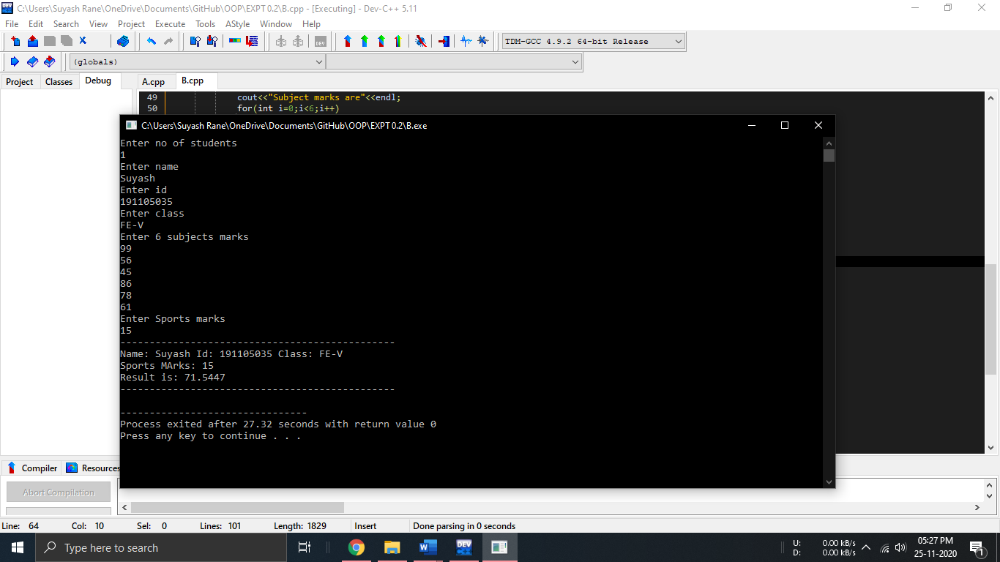 C:\Users\Suyash Rane\OneDrive\Documents\GitHub\OOP\EXPT 0.2\B.cpp - [Executing] - Dev-C++ 5.11
File Edit Search View Project Execute Tools AStyle Window Help
TDM-GCC 4.9.2 64-bit Release
(globals)
Project Classes Debug A.cpp B.cpp
49 cout<<"Subject marks are"<<endl;
50 for(int i=0;i<6;i++)
C:\Users\Suyash Rane\OneDrive\Documents\GitHub\OOP\EXPT 0.2\B.exe
Enter no of students
1
Enter name
Suyash
Enter id
191105035
Enter class
FE-V
Enter 6 subjects marks
99
56
45
86
78
61
Enter Sports marks
15
-----------------------------------------------
Name: Suyash Id: 191105035 Class: FE-V
Sports MArks: 15
Result is: 71.5447
-----------------------------------------------
--------------------------------
Process exited after 27.32 seconds with return value 0
Press any key to continue . . .
Compiler Resources
Abort Compilation
Line: 64 Col: 10 Sel: 0 Lines: 101 Length: 1829 Insert Done parsing in 0 seconds
Type here to search
U: 0.00 kB/s
D: 0.00 kB/s
05:27 PM
25-11-2020
1